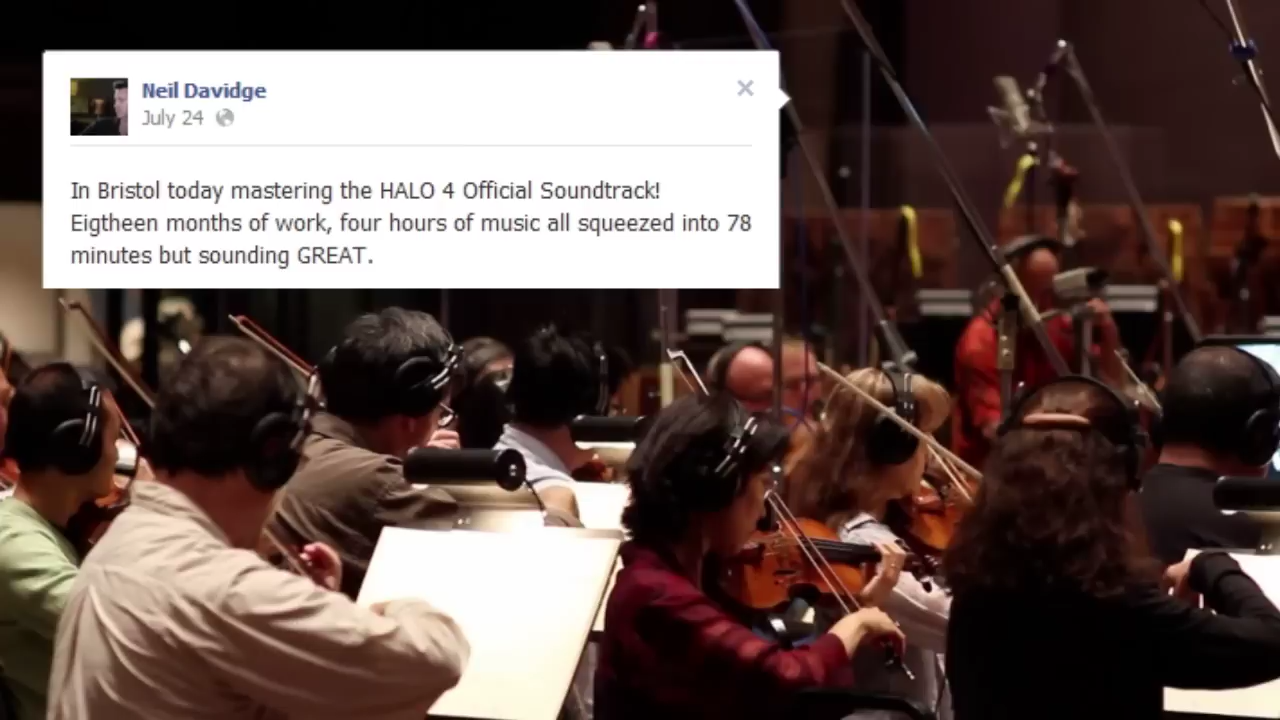 Neil Davidge
July 24
In Bristol today mastering the HALO 4 Official Soundtrack!
Eigtheen months of work, four hours of music all squeezed into 78
minutes but sounding GREAT.